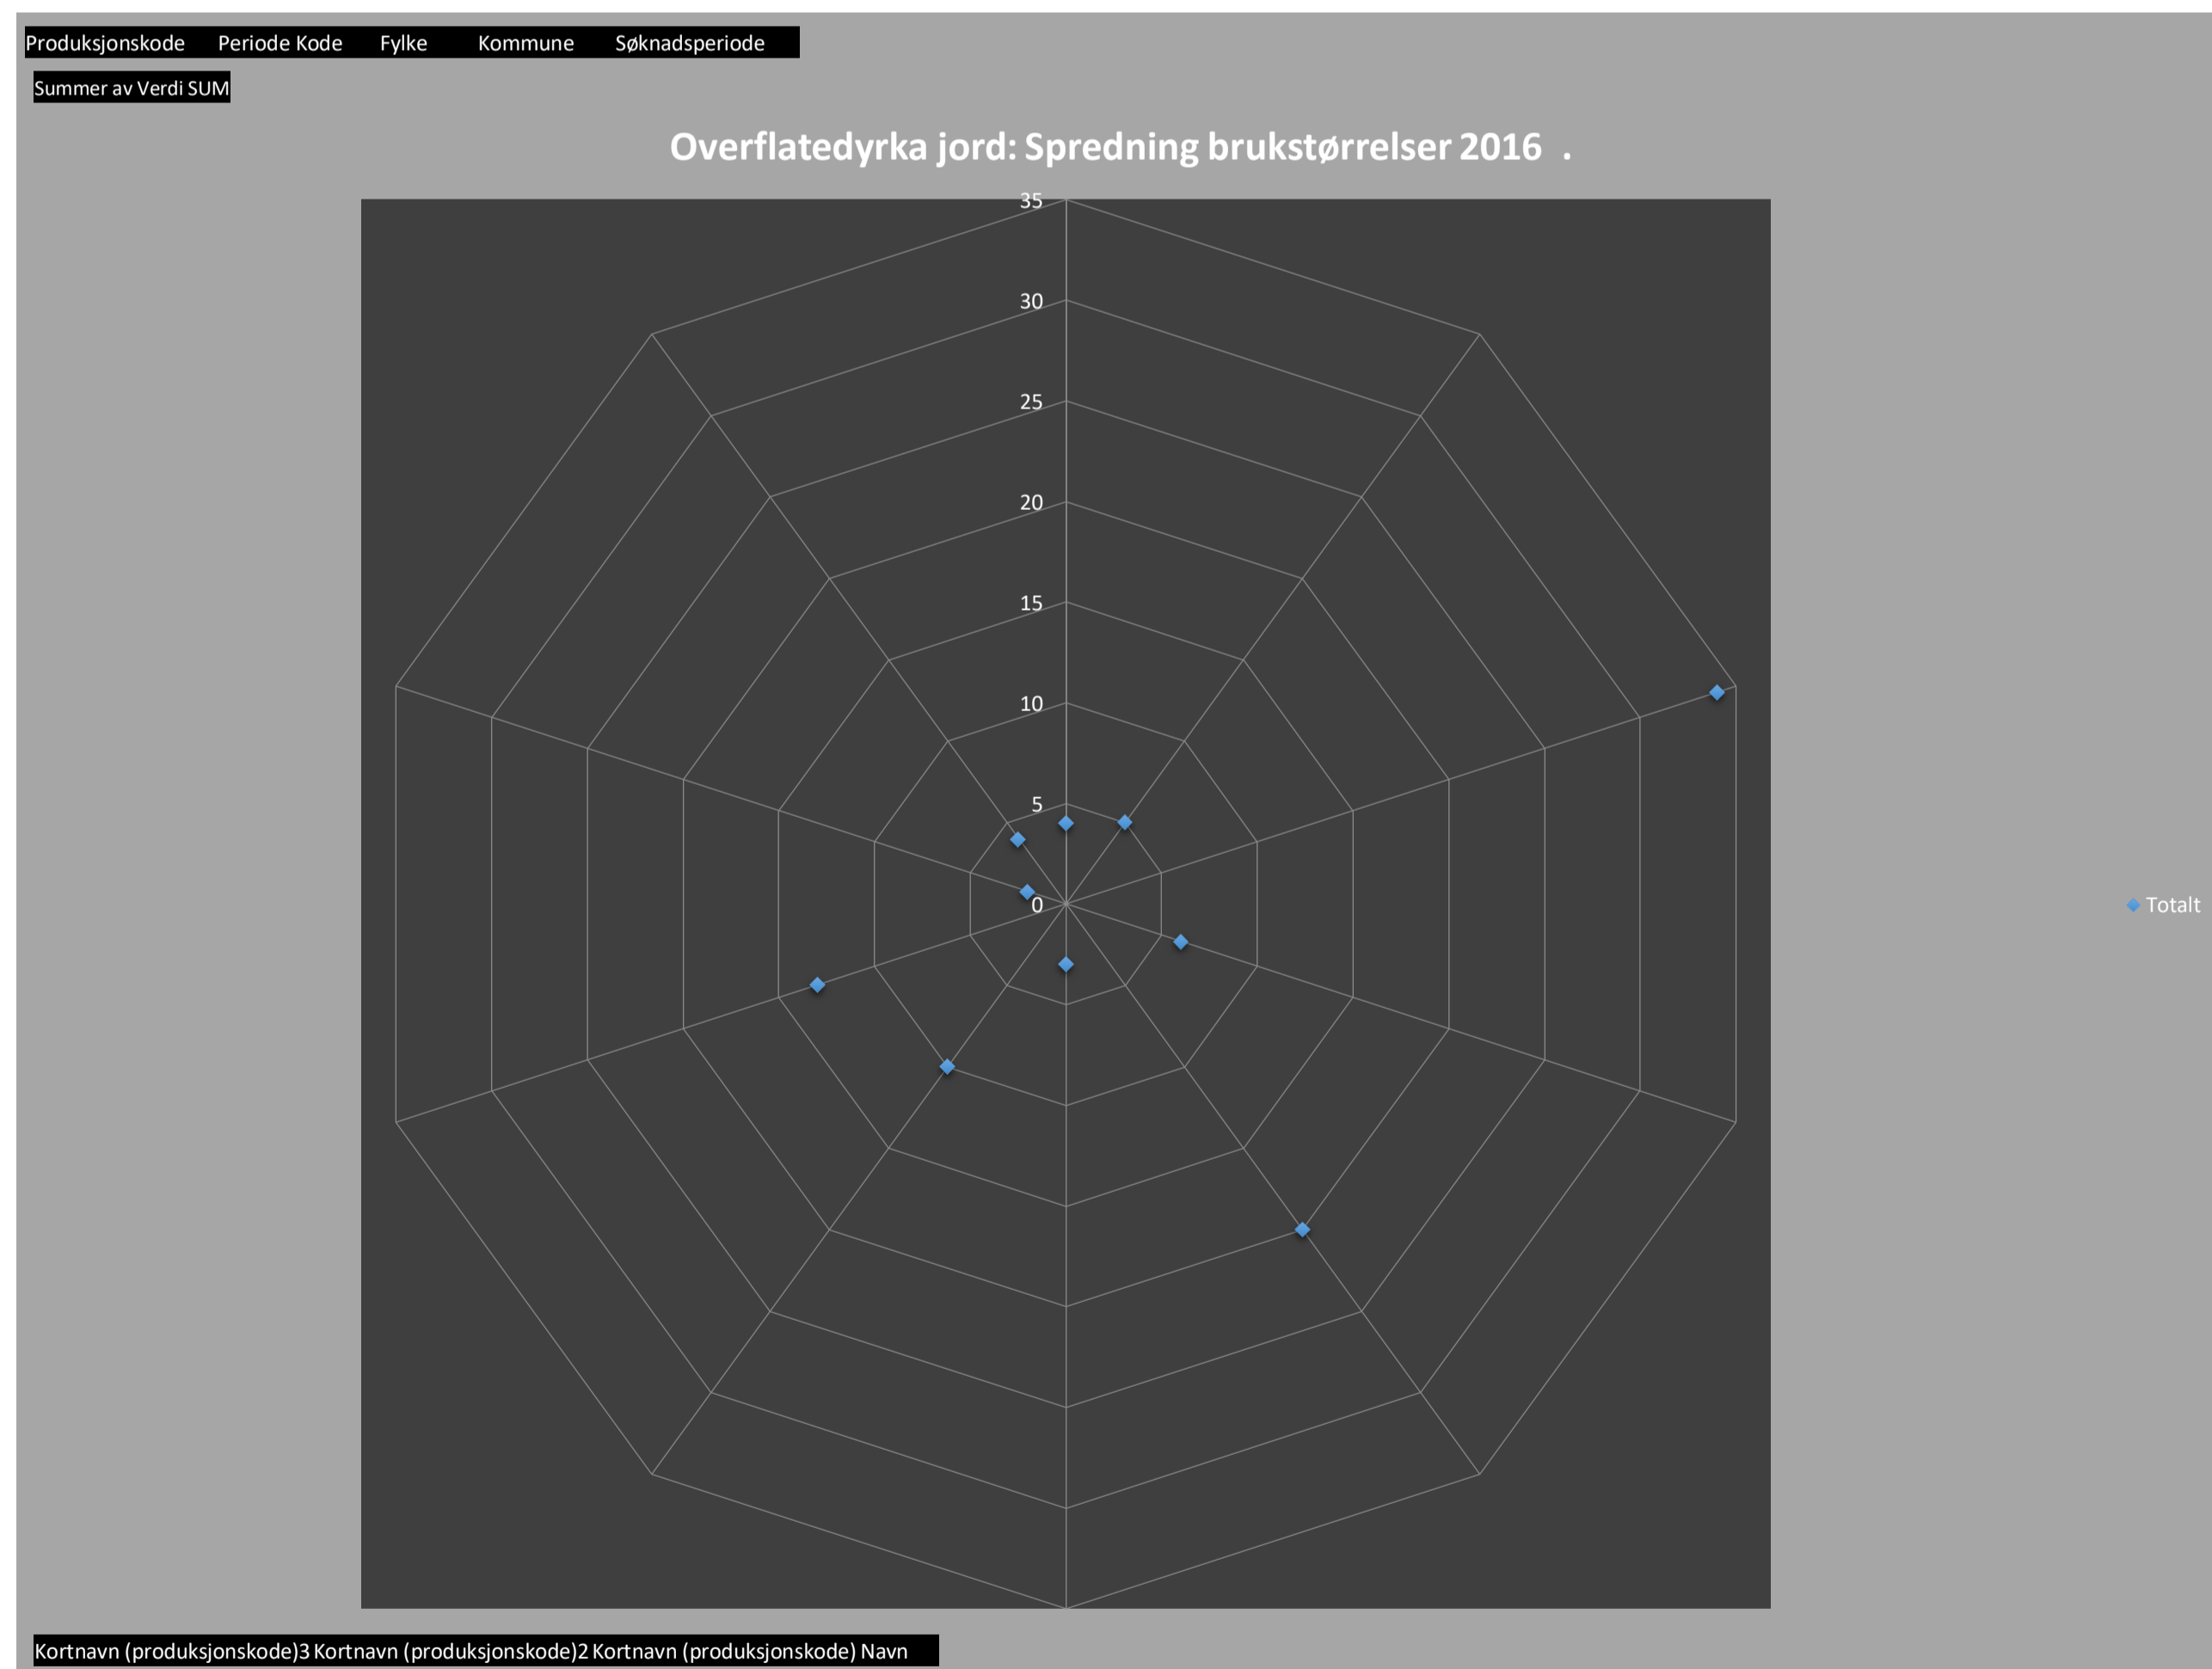 Produksjonskode Periode Kode Fylke Kommune Søknadsperiode
Summer av Verdi SUM
Overflatedyrka jord: Spredning brukstørrelser 2016 .
35
30
25
20
15
10
5
0
Totalt
Kortnavn (produksjonskode)3 Kortnavn (produksjonskode)2 Kortnavn (produksjonskode) Navn